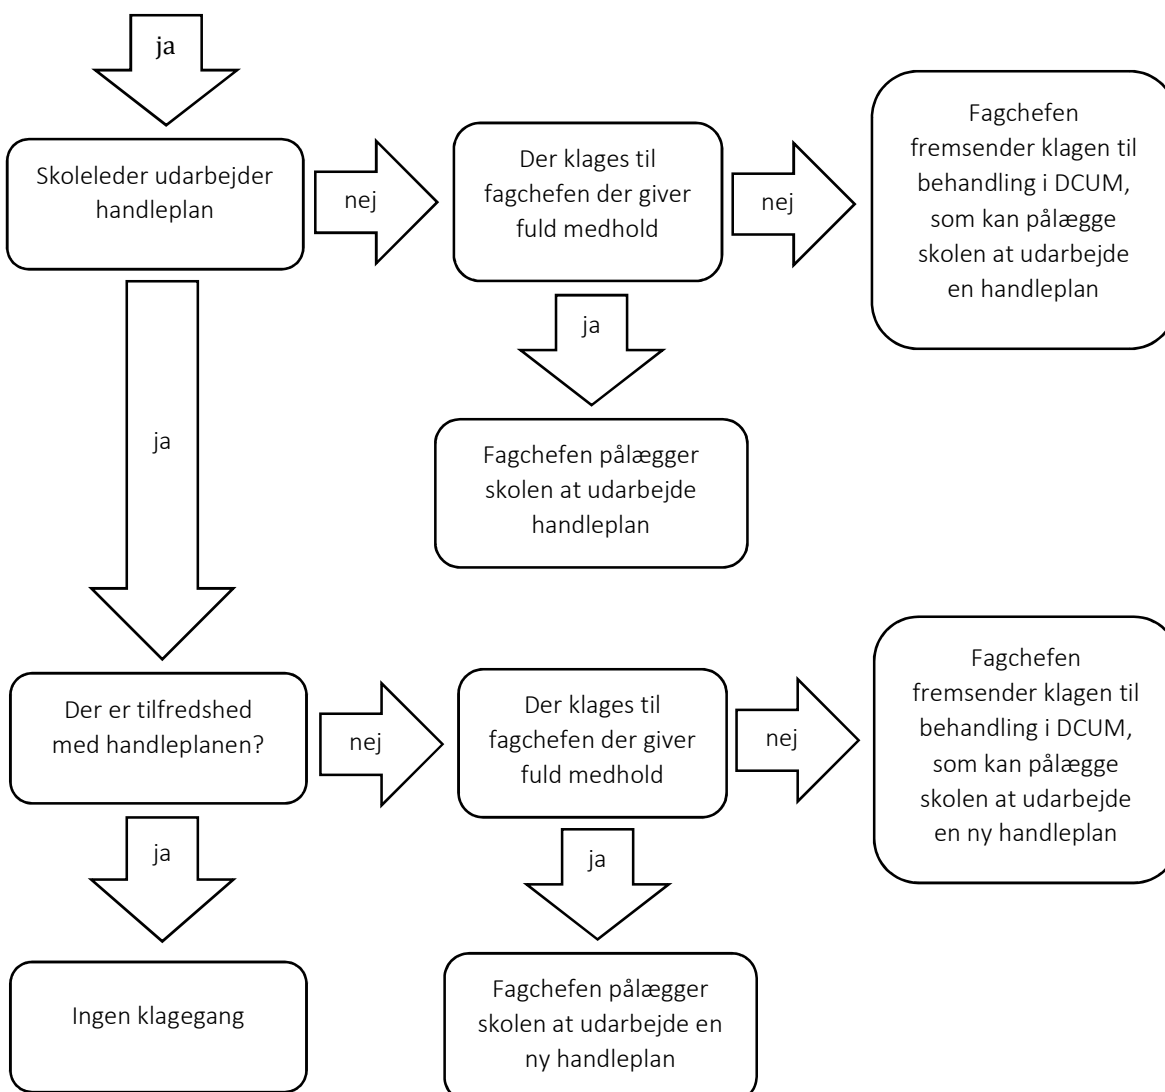 ja
Skoleleder udarbejder
handleplan
nej
Der klages til
fagchefen der giver
fuld medhold
nej
Fagchefen
fremsender klagen til
behandling i DCUM,
som kan pålægge
skolen at udarbejde
en handleplan
ja
Fagchefen pålægger
skolen at udarbejde
handleplan
ja
Der er tilfredshed
med handleplanen?
nej
Der klages til
fagchefen der giver
fuld medhold
nej
Fagchefen
fremsender klagen til
behandling i DCUM,
som kan pålægge
skolen at udarbejde
en ny handleplan
ja
ja
Ingen klagegang
Fagchefen pålægger
skolen at udarbejde en
ny handleplan